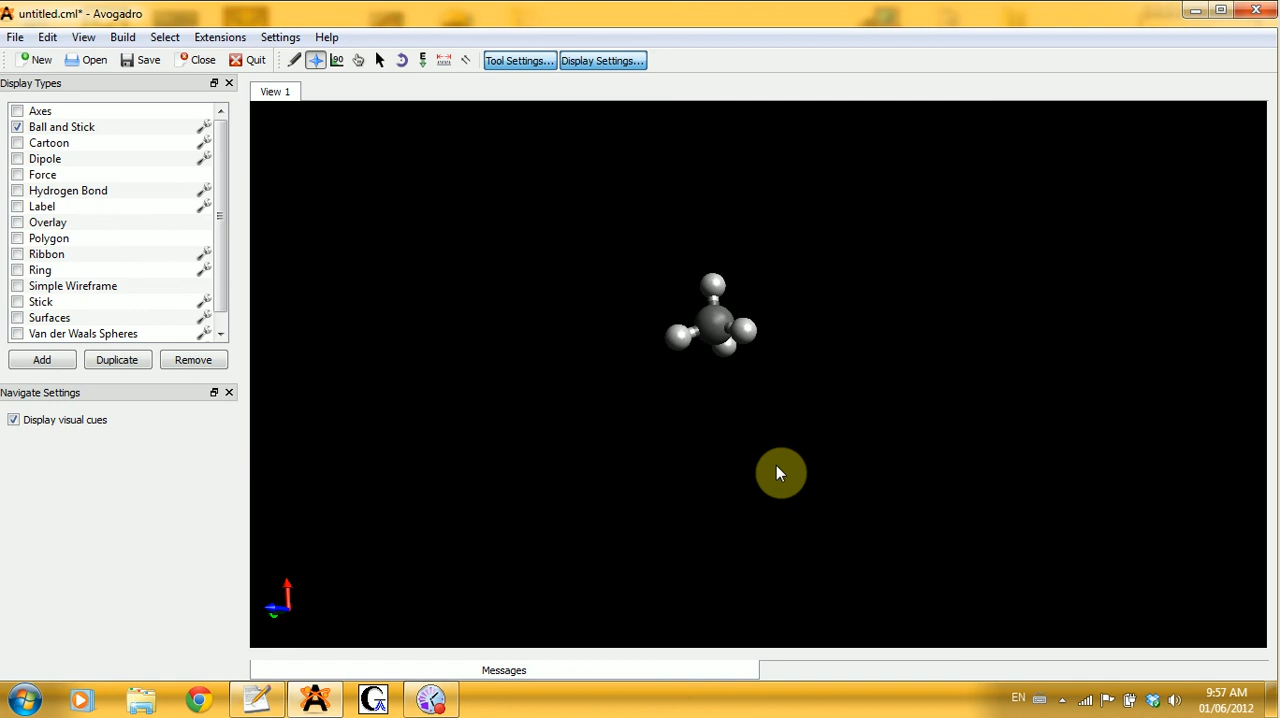 untitled.cml* - Avogadro
File Edit View Build Select Extensions Settings Help
New Open Save Close Quit 90 E Tool Settings... Display Settings...
Display Types
View 1
Axes
Ball and Stick
Cartoon
Dipole
Force
Hydrogen Bond
Label
Overlay
Polygon
Ribbon
Ring
Simple Wireframe
Stick
Surfaces
Van der Waals Spheres
Add Duplicate Remove
Navigate Settings
Display visual cues
Messages
EN
9:57 AM
01/06/2012